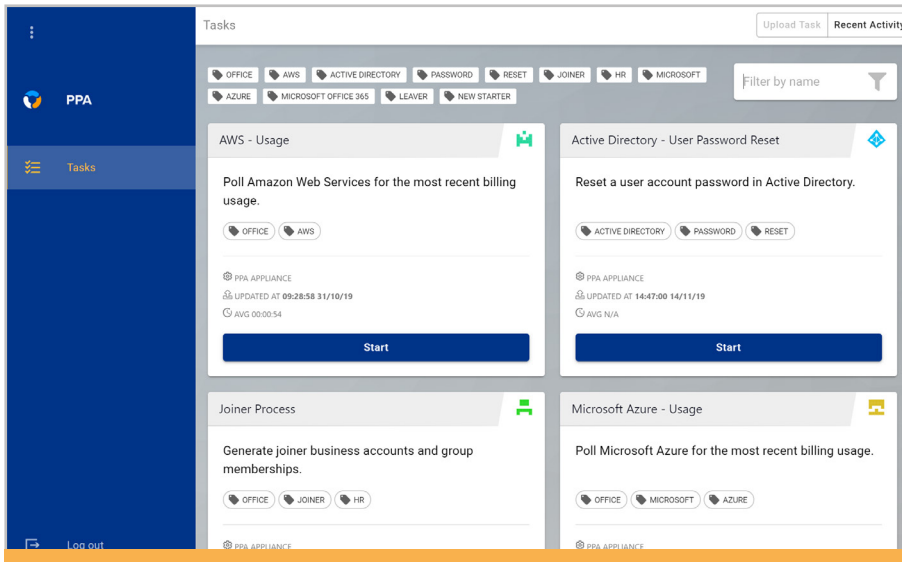 Tasks
Upload Task
Recent Activity
OFFICE AWS ACTIVE DIRECTORY PASSWORD RESET JOINER HR MICROSOFT
AZURE MICROSOFT OFFICE 365 LEAVER NEW STARTER
Filter by name
PPA
Tasks
AWS - Usage
Poll Amazon Web Services for the most recent billing
usage.
OFFICE AWS
PPA APPLIANCE
UPDATED AT 09:28:58 31/10/19
AVG 00:00:54
Start
Active Directory - User Password Reset
Reset a user account password in Active Directory.
ACTIVE DIRECTORY PASSWORD RESET
PPA APPLIANCE
UPDATED AT 14:47:00 14/11/19
AVG N/A
Start
Joiner Process
Generate joiner business accounts and group
memberships.
OFFICE JOINER HR
PPA APPLIANCE
Microsoft Azure - Usage
Poll Microsoft Azure for the most recent billing usage.
OFFICE MICROSOFT AZURE
PPA APPLIANCE
Log out